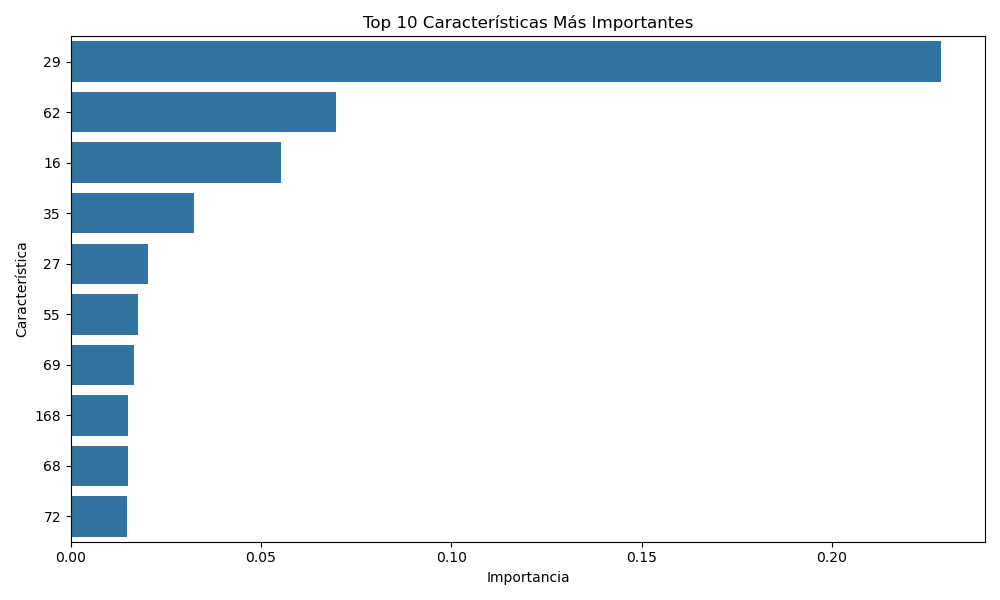 Top 10 Características Más Importantes
Característica
29
62
16
35
27
55
69
168
68
72
0.00 0.05 0.10 0.15 0.20
Importancia